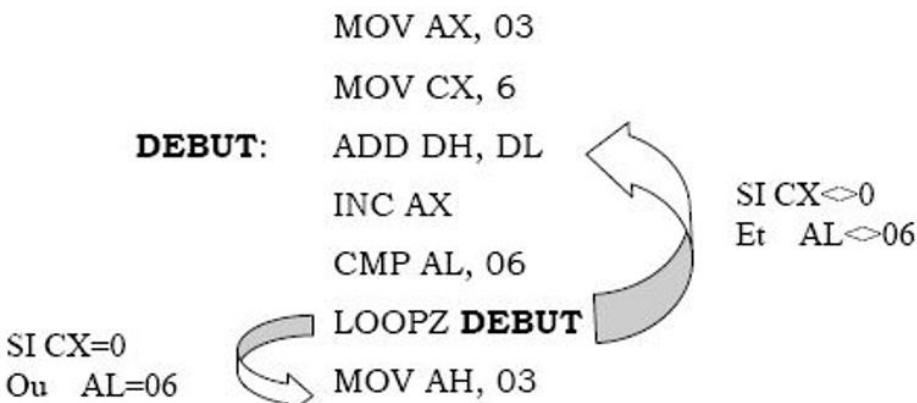 MOV AX, 03
MOV CX, 6
DEBUT: ADD DH, DL
INC AX
CMP AL, 06
LOOPZ DEBUT
MOV AH, 03
SI CX<>0
Et AL<>06
SI CX=0
Ou AL=06